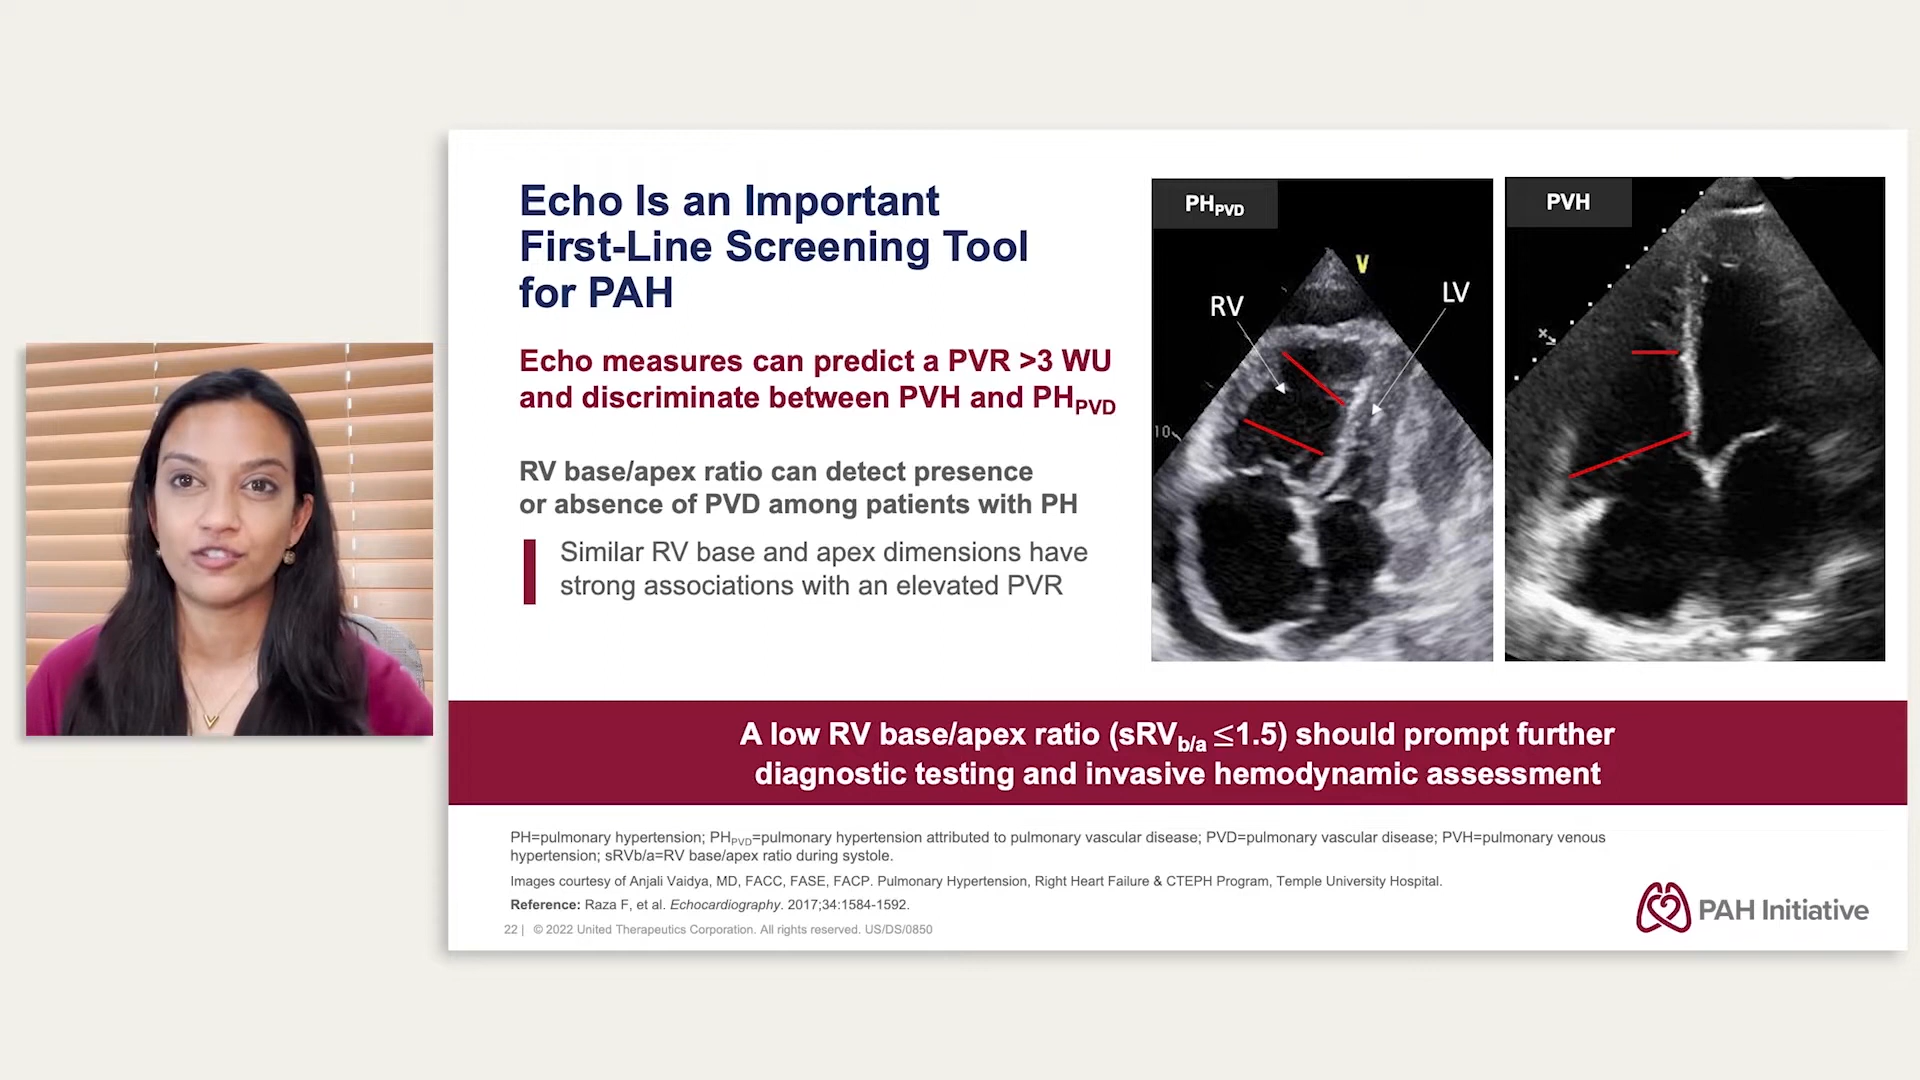 Echo Is an Important
First-Line Screening Tool
for PAH
Echo measures can predict a PVR >3 WU
and discriminate between PVH and PHPVD
RV base/apex ratio can detect presence
or absence of PVD among patients with PH
Similar RV base and apex dimensions have
strong associations with an elevated PVR
PHPVD
V
RV
LV
10
PVH
A low RV base/apex ratio (sRVb/a ≤1.5) should prompt further
diagnostic testing and invasive hemodynamic assessment
PH=pulmonary hypertension; PHPVD=pulmonary hypertension attributed to pulmonary vascular disease; PVD=pulmonary vascular disease; PVH=pulmonary venous
hypertension; sRVb/a=RV base/apex ratio during systole.
Images courtesy of Anjali Vaidya, MD, FACC, FASE, FACP. Pulmonary Hypertension, Right Heart Failure & CTEPH Program, Temple University Hospital.
Reference: Raza F, et al. Echocardiography. 2017;34:1584-1592.
22 | © 2022 United Therapeutics Corporation. All rights reserved. US/DS/0850
PAH Initiative